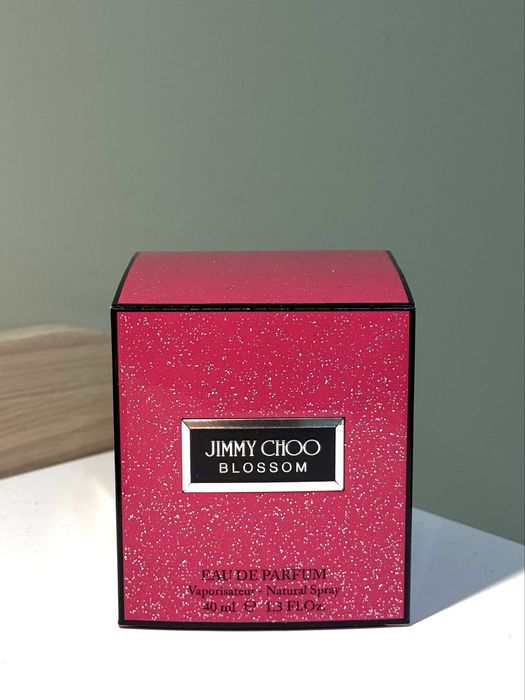 JIMMY CHOO
BLOSSOM
EAU DE PARFUM
Vaporisateur - Natural Spray
40 ml ℮ 1.3 Fl.Oz.